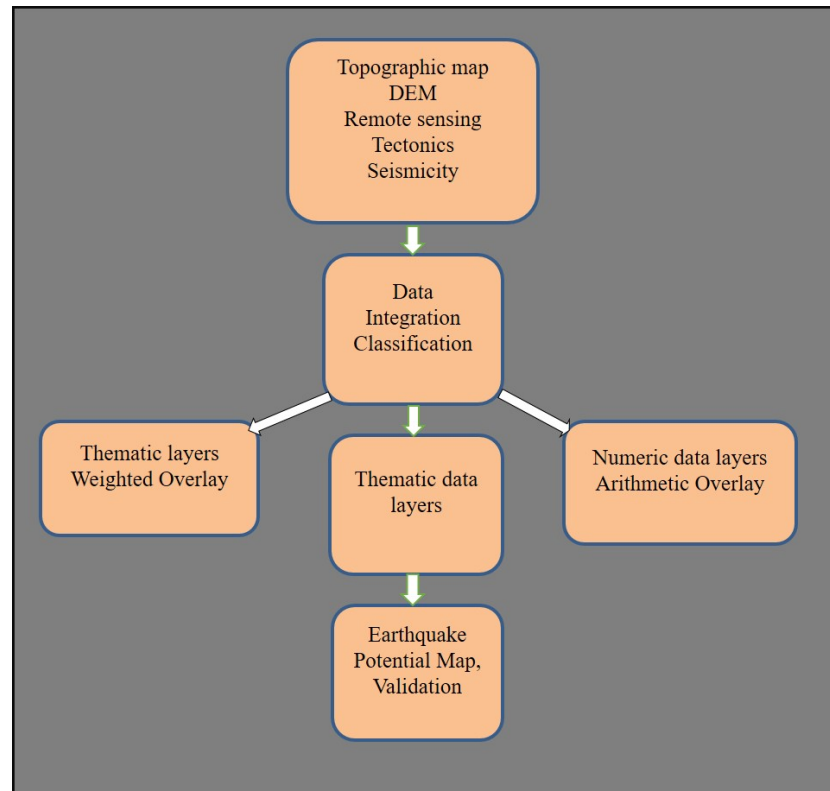 Topographic map
DEM
Remote sensing
Tectonics
Seismicity
Data
Integration
Classification
Thematic layers
Weighted Overlay
Thematic data
layers
Numeric data layers
Arithmetic Overlay
Earthquake
Potential Map,
Validation